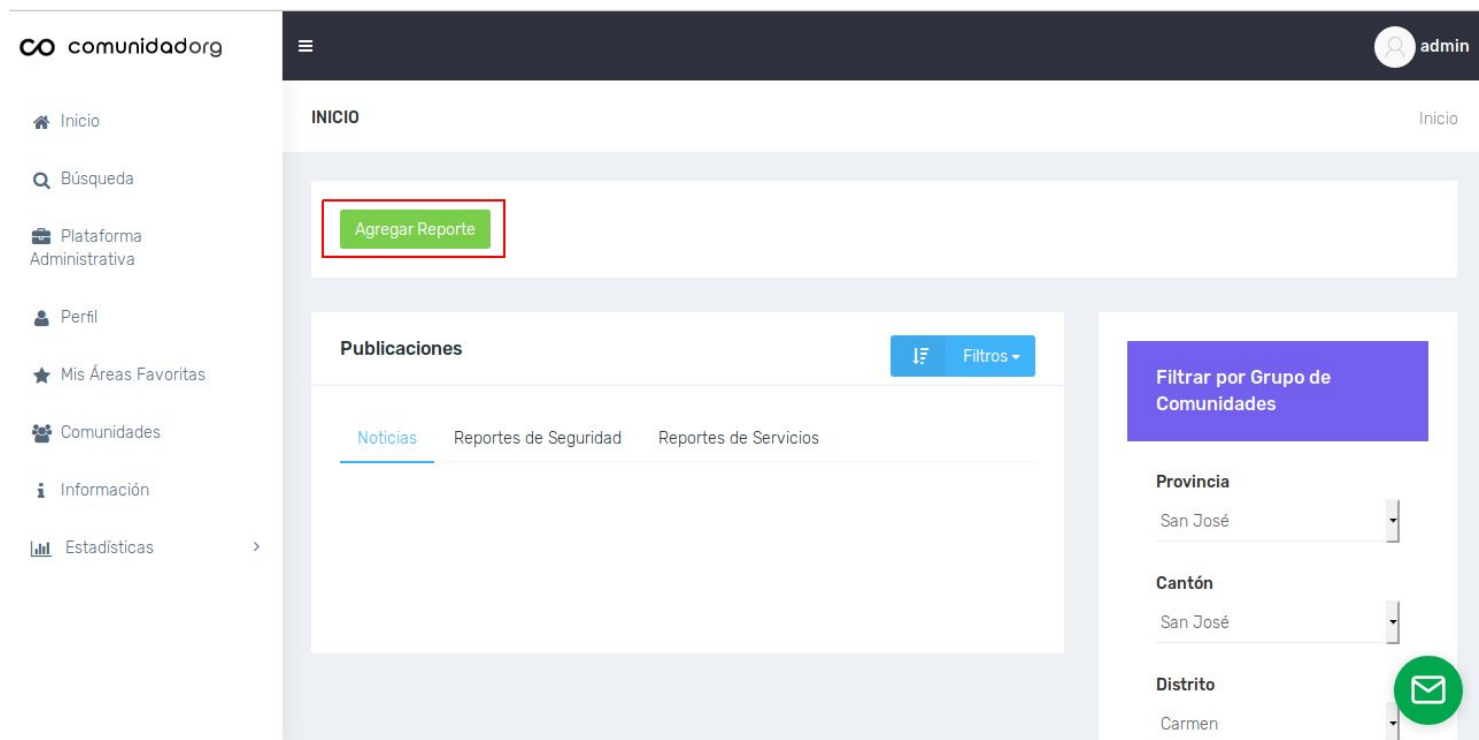 comunidadorg
admin
Inicio
Búsqueda
Plataforma
Administrativa
Perfil
Mis Áreas Favoritas
Comunidades
Información
Estadísticas
INICIO
Inicio
Agregar Reporte
Publicaciones
Filtros
Noticias
Reportes de Seguridad
Reportes de Servicios
Filtrar por Grupo de
Comunidades
Provincia
San José
Cantón
San José
Distrito
Carmen